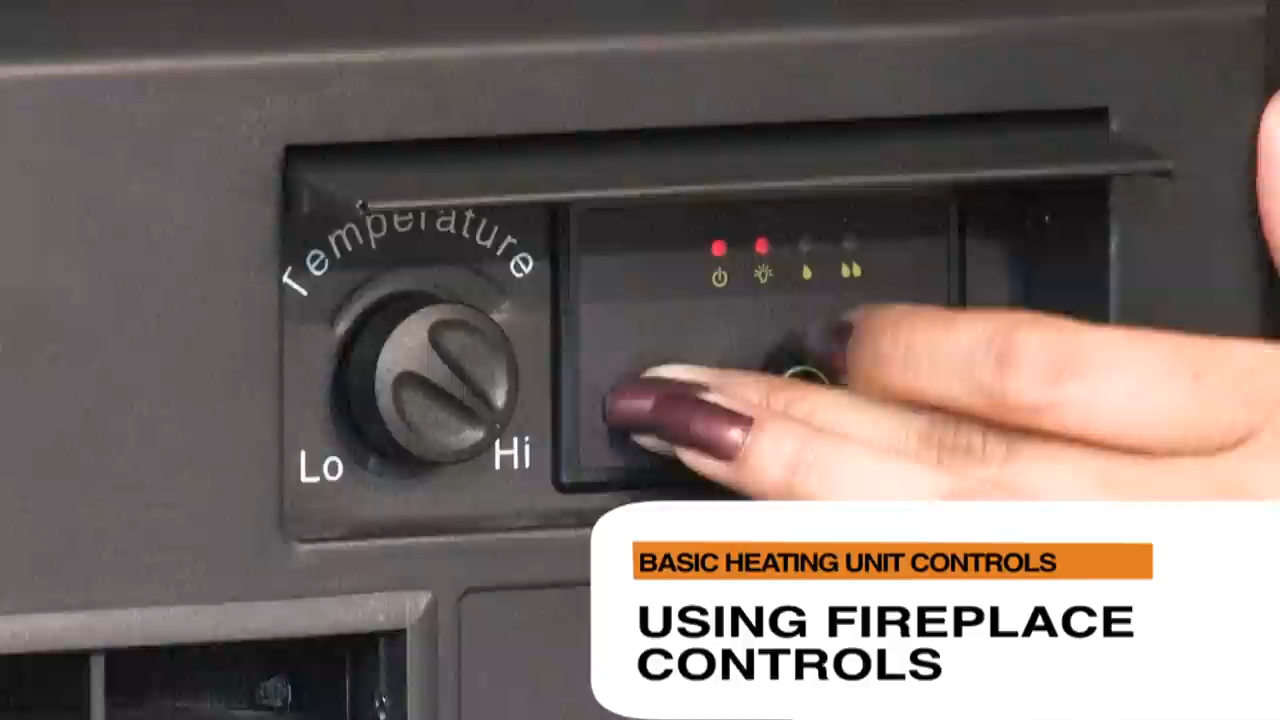 Temperature
Lo
Hi
BASIC HEATING UNIT CONTROLS
USING FIREPLACE
CONTROLS